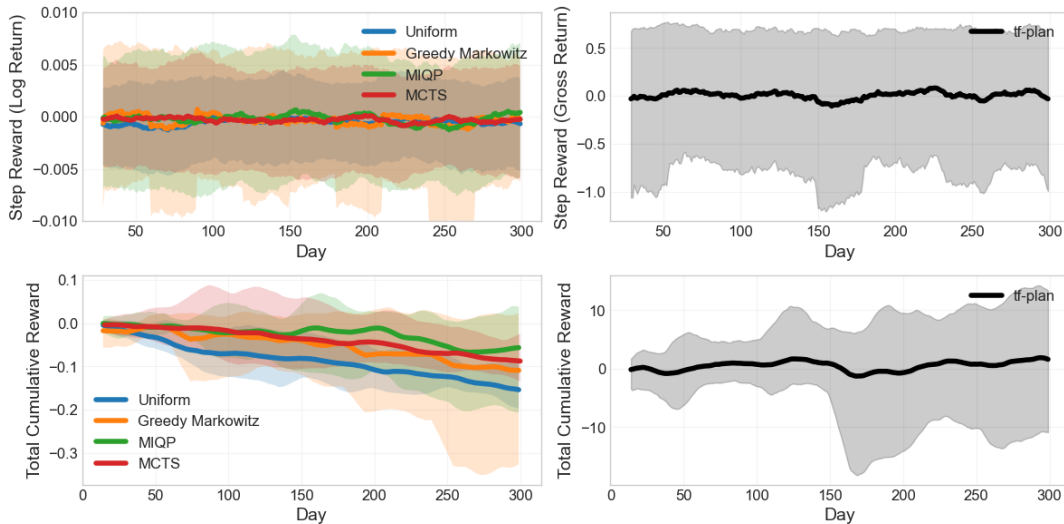 Step Reward (Log Return)
0.010
0.005
0.000
−0.005
−0.010
Uniform
Greedy Markowitz
MIQP
MCTS
50 100 150 200 250 300
Day
Step Reward (Gross Return)
0.5
0.0
−0.5
−1.0
tf-plan
50 100 150 200 250 300
Day
Total Cumulative Reward
0.1
0.0
−0.1
−0.2
−0.3
Uniform
Greedy Markowitz
MIQP
MCTS
0 50 100 150 200 250 300
Day
Total Cumulative Reward
10
0
−10
tf-plan
0 50 100 150 200 250 300
Day